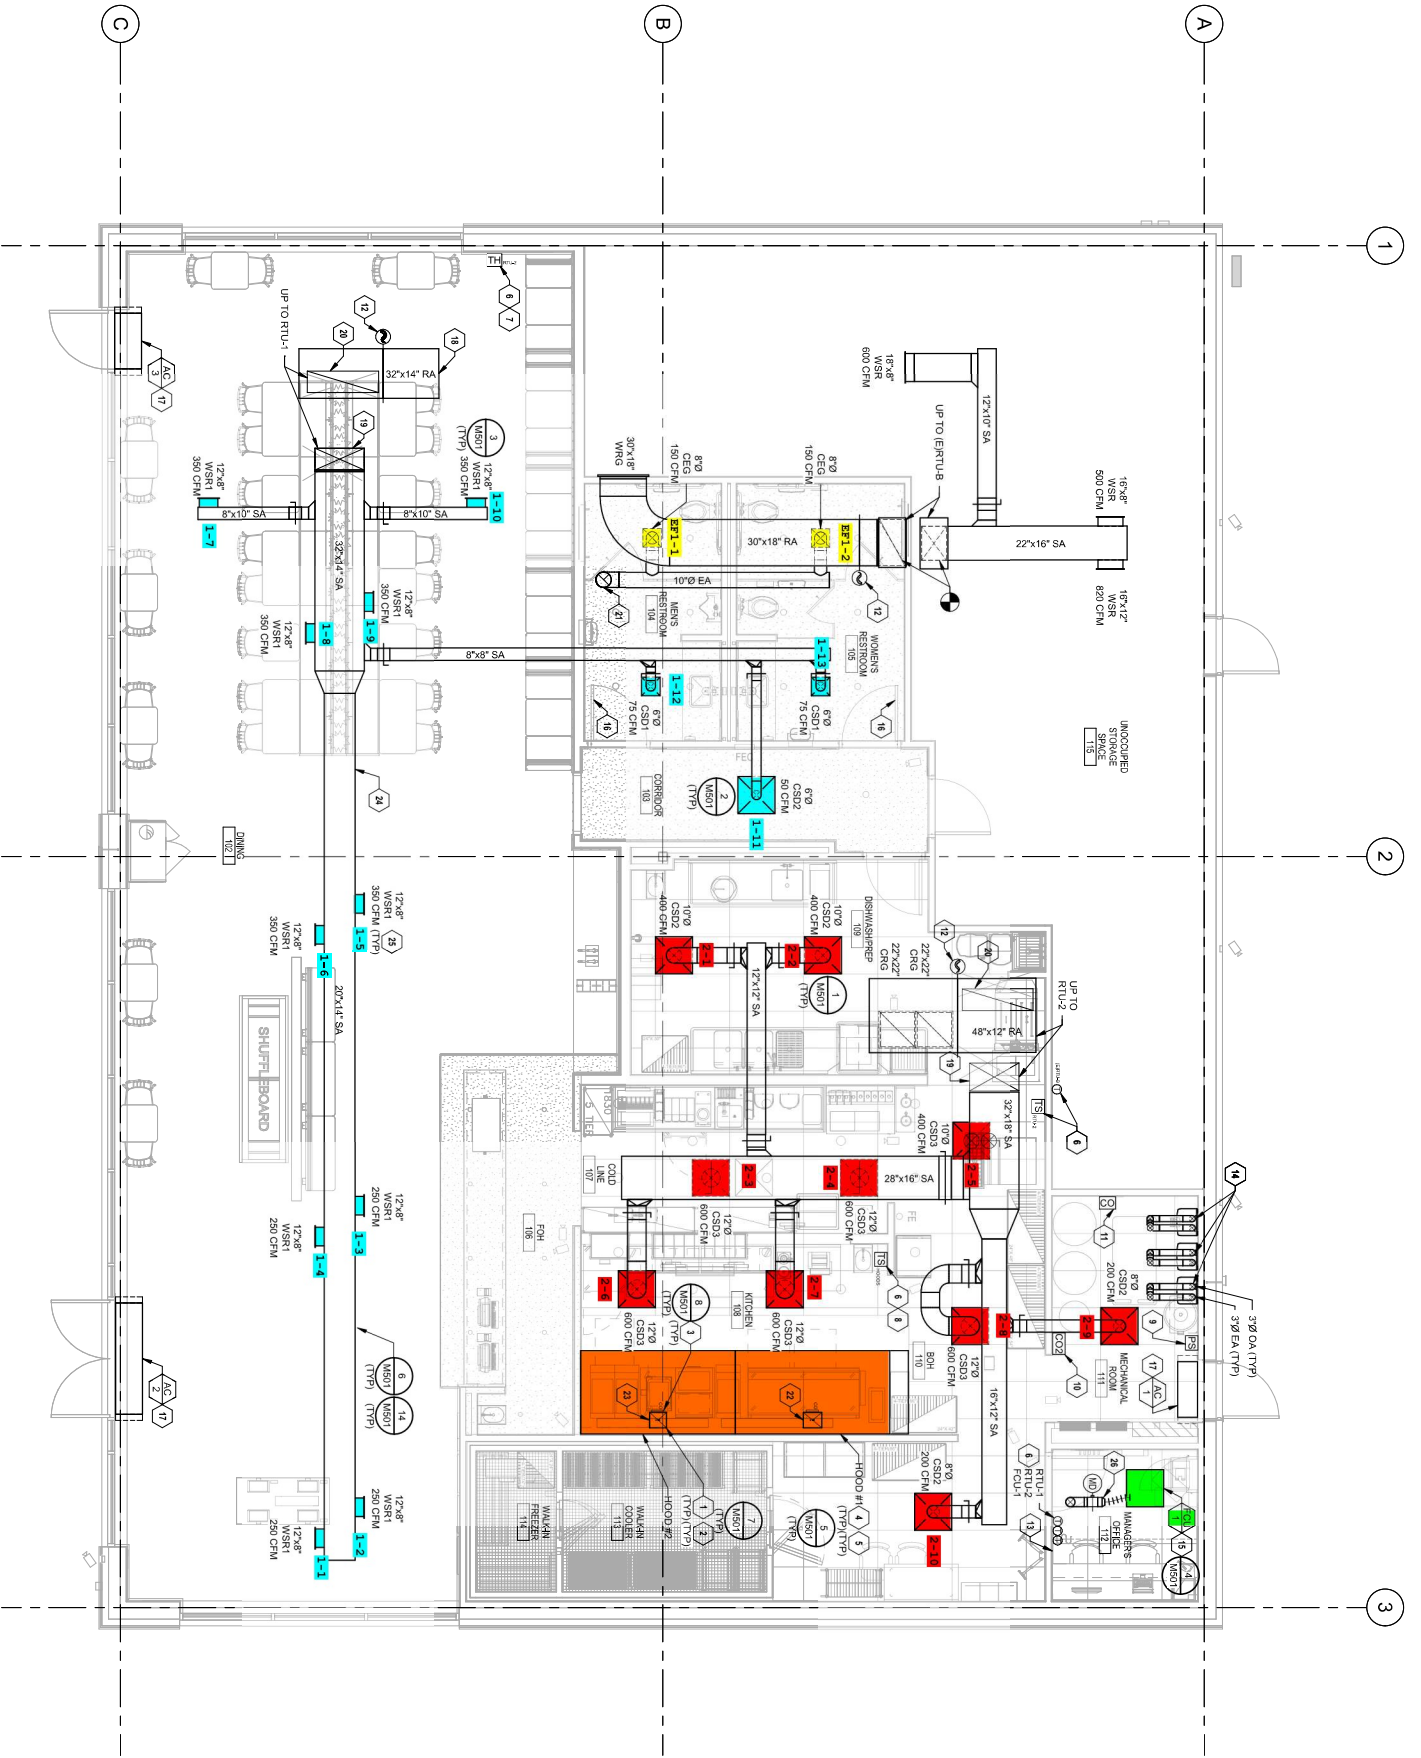 C
B
A
1
2
3
TH RTU-2
6
7
UP TO RTU-1
12
20
18
32"x14" RA
19
AC
3
17
3
M501
(TYP)
12"x8"
WSR1
350 CFM
1-10
12"x8"
WSR1
350 CFM
1-7
8"x10" SA
8"x10" SA
32"x14" SA
12"x8"
WSR1
350 CFM
1-9
12"x8"
WSR1
350 CFM
1-8
8"x8" SA
18"x8"
WSR
600 CFM
12"x10" SA
UP TO (E)RTU-B
16"x8"
WSR
500 CFM
22"x16" SA
16"x12"
WSR
820 CFM
30"x18"
WRG
8"Ø
CEG
150 CFM
8"Ø
CEG
150 CFM
EF1-1
EF1-2
30"x18" RA
10"Ø EA
21
12
MEN'S
RESTROOM
104
WOMEN'S
RESTROOM
105
1-13
1-12
6"Ø
CSD1
75 CFM
6"Ø
CSD1
75 CFM
16
16
FEC
UNOCCUPIED
STORAGE
SPACE
115
CORRIDOR
103
2
M501
(TYP)
6"Ø
CSD2
50 CFM
1-11
24
DINING
102
12"x8"
WSR1
350 CFM (TYP)
25
1-5
12"x8"
WSR1
350 CFM
1-6
20"x14" SA
SHUFFLEBOARD
12"x8"
WSR1
250 CFM
1-3
12"x8"
WSR1
250 CFM
1-4
6
M501
(TYP)
14
M501
(TYP)
12"x8"
WSR1
250 CFM
1-2
12"x8"
WSR1
250 CFM
1-1
AC
2
17
10"Ø
CSD2
400 CFM
2-1
10"Ø
CSD2
400 CFM
2-2
DISHWASH/PREP
109
22"x22"
CRG
22"x22"
CRG
12
20
1
M501
(TYP)
12"x12" SA
48"x12" RA
UP TO
RTU-2
19
32"x18" SA
TS
6
1830
5 TIER
COLD
LINE
107
10"Ø
CSD3
400 CFM
2-5
2-3
2-4
28"x16" SA
12"Ø
CSD3
600 CFM
12"Ø
CSD3
600 CFM
FE
FOH
106
TS
6
8
2-6
2-7
KITCHEN
108
8
M501
(TYP)
3
(TYP)
12"Ø
CSD3
600 CFM
12"Ø
CSD3
600 CFM
BOH
110
2-8
12"Ø
CSD3
600 CFM
16"x12" SA
14
CO
11
8"Ø
CSD2
200 CFM
2-9
3"Ø OA (TYP)
3"Ø EA (TYP)
9
PS
CO2
10
MECHANICAL
ROOM
111
17
AC
1
23
22
HOOD #2
HOOD #1
1
(TYP)
2
(TYP)
7
M501
(TYP)
5
M501
(TYP)
4
(TYP)
5
(TYP)
8"Ø
CSD2
200 CFM
2-10
WALK-IN
FREEZER
114
WALK-IN
COOLER
113
6
RTU-1
RTU-2
FCU-1
TTT
13
26
MD
MANAGER'S
OFFICE
112
FCU
1
15
4
M501